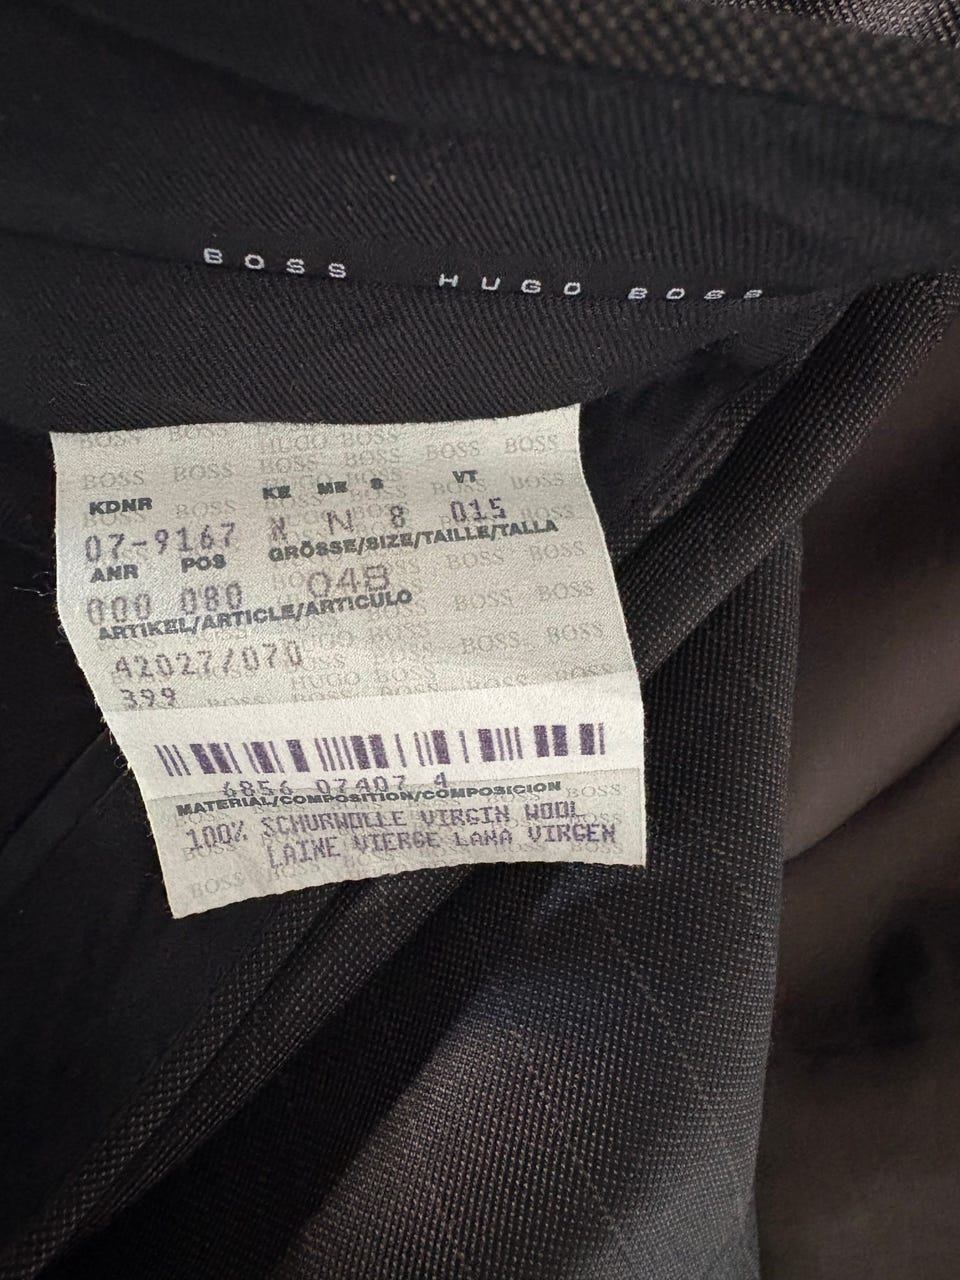 BOSS HUGO BOSS
KDNR KE ME S VT
07-9167 N N 8 015
GRÖSSE/SIZE/TAILLE/TALLA
ANR POS
048
000 080
ARTIKEL/ARTICLE/ARTICULO
42027/070
399
6856 07407 4
MATERIAL/COMPOSITION/COMPOSICION
100% SCHURWOLLE VIRGIN WOOL
LAINE VIERGE LANA VIRGEN